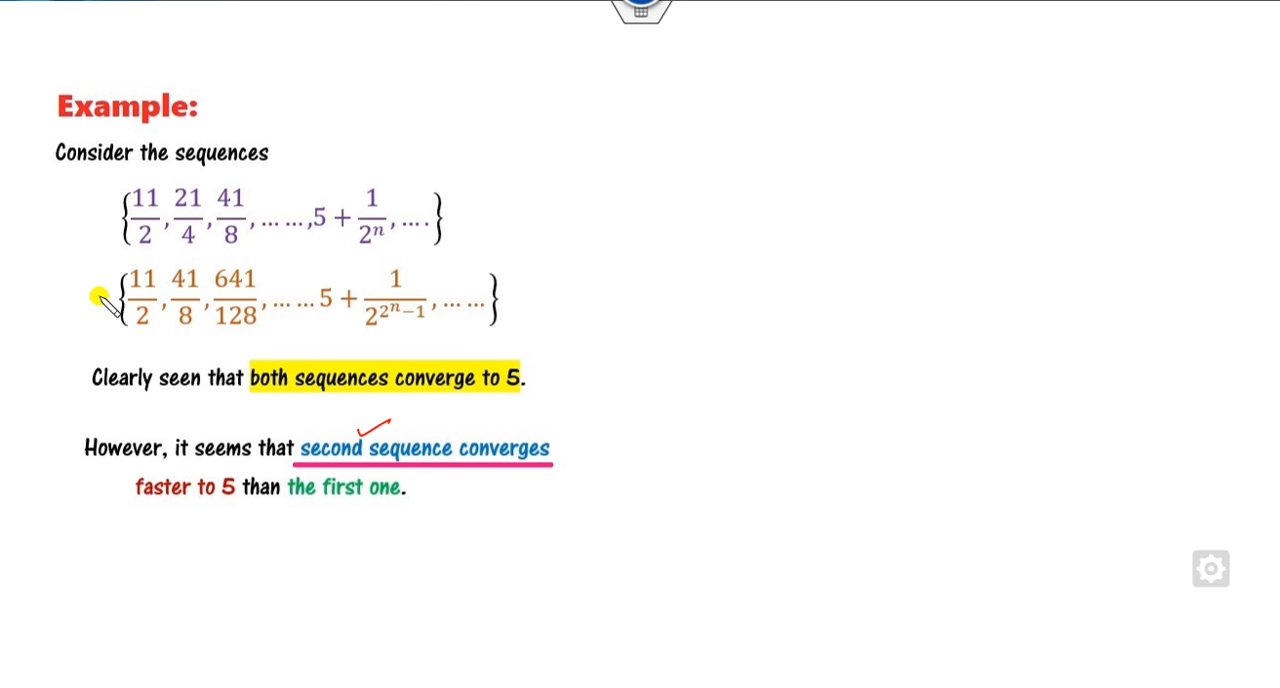 Example:
Consider the sequences
{11/2, 21/4, 41/8, ... ... ,5 + 1/2ⁿ, ... .}
{11/2, 41/8, 641/128, ... ... 5 + 1/2^(2ⁿ−1), ... ...}
Clearly seen that both sequences converge to 5.
However, it seems that second sequence converges
faster to 5 than the first one.